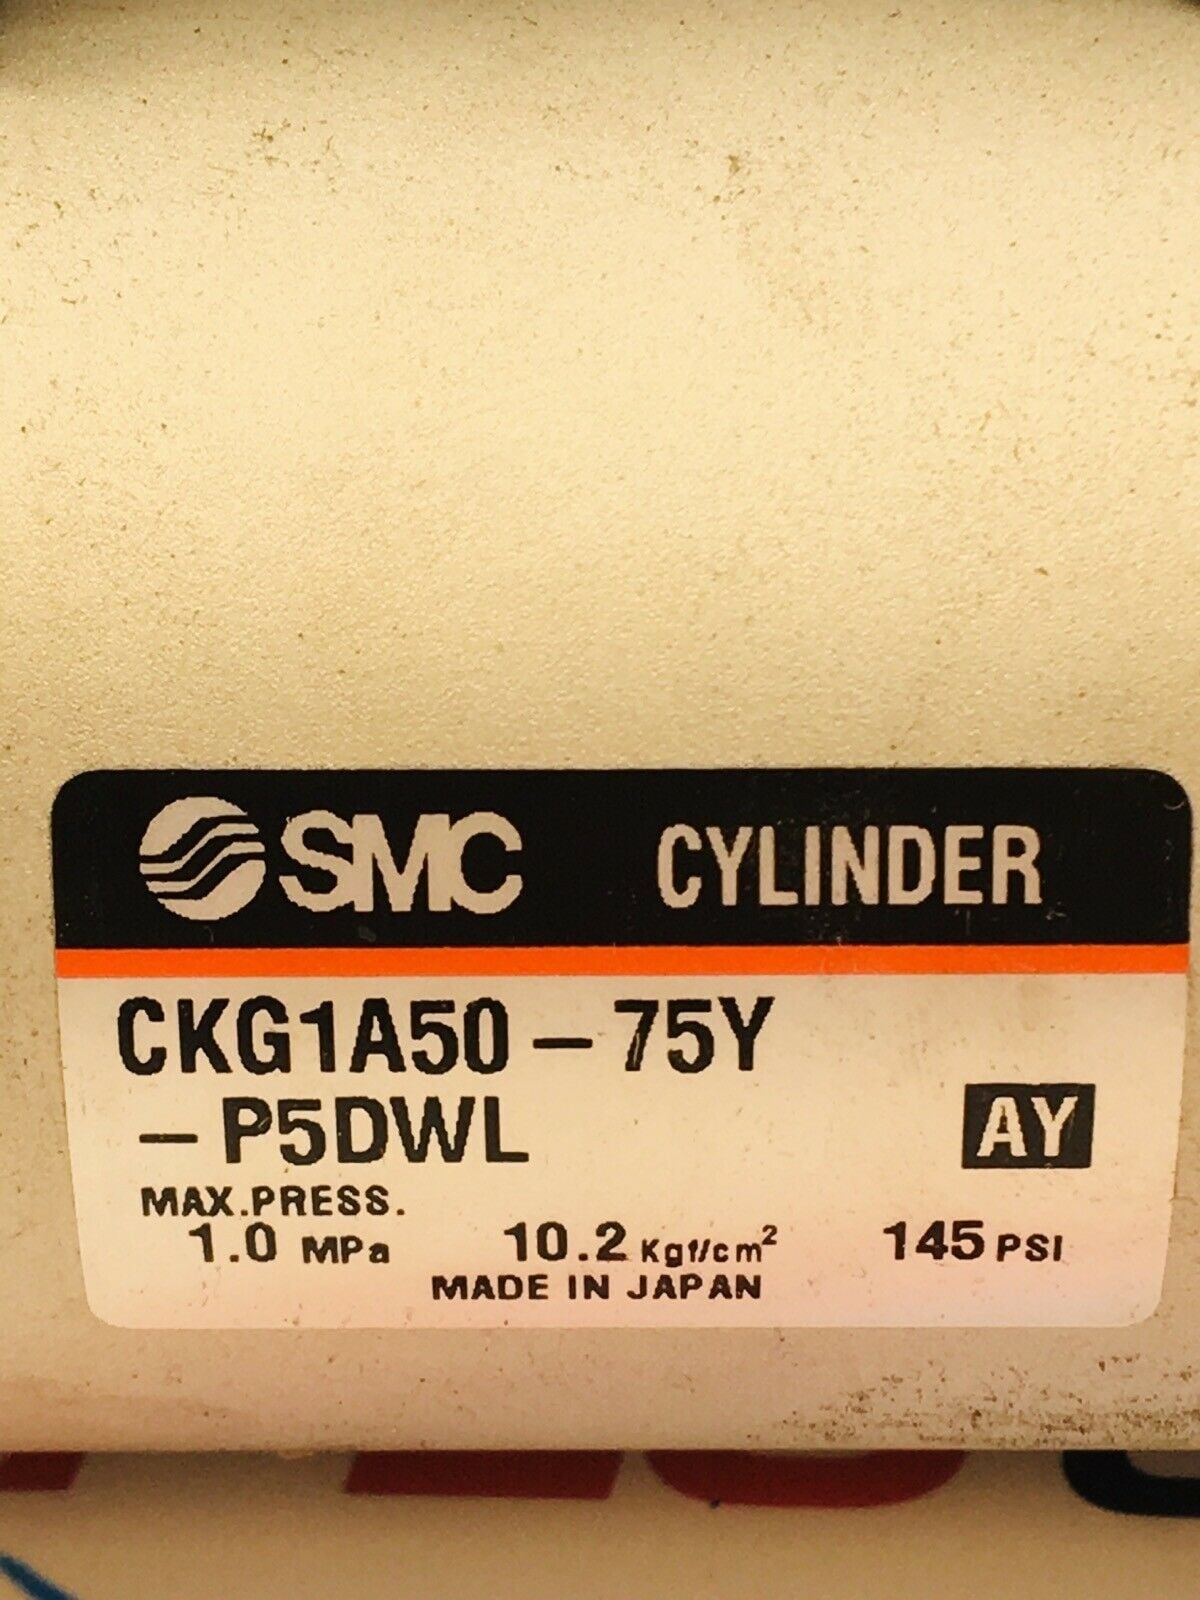 SMC CYLINDER
CKG1A50-75Y
-P5DWL
AY
MAX.PRESS.
1.0 MPa 10.2 Kgf/cm² 145 PSI
MADE IN JAPAN